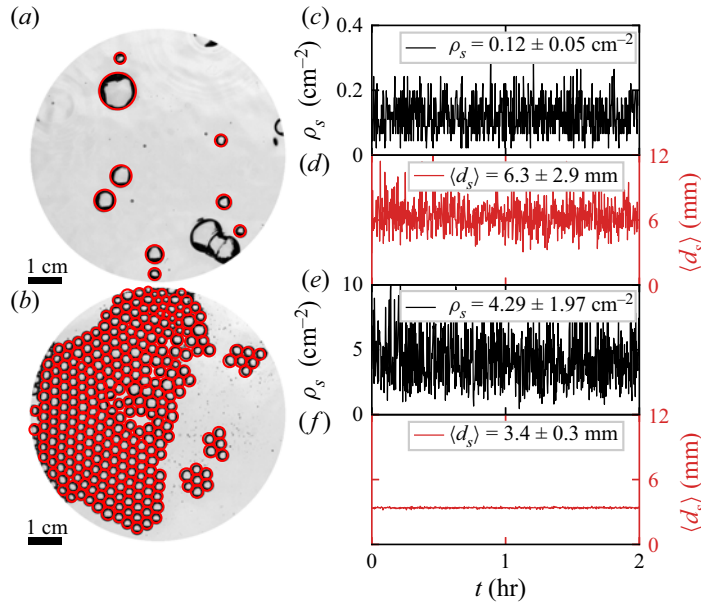 (a)
1 cm
(b)
1 cm
(c)
0.4
0.2
0
ρs (cm−2)
ρs = 0.12 ± 0.05 cm−2
(d)
12
6
0
⟨ds⟩ (mm)
⟨ds⟩ = 6.3 ± 2.9 mm
(e)
10
5
0
ρs (cm−2)
ρs = 4.29 ± 1.97 cm−2
(f)
12
6
0
⟨ds⟩ (mm)
⟨ds⟩ = 3.4 ± 0.3 mm
0 1 2
t (hr)